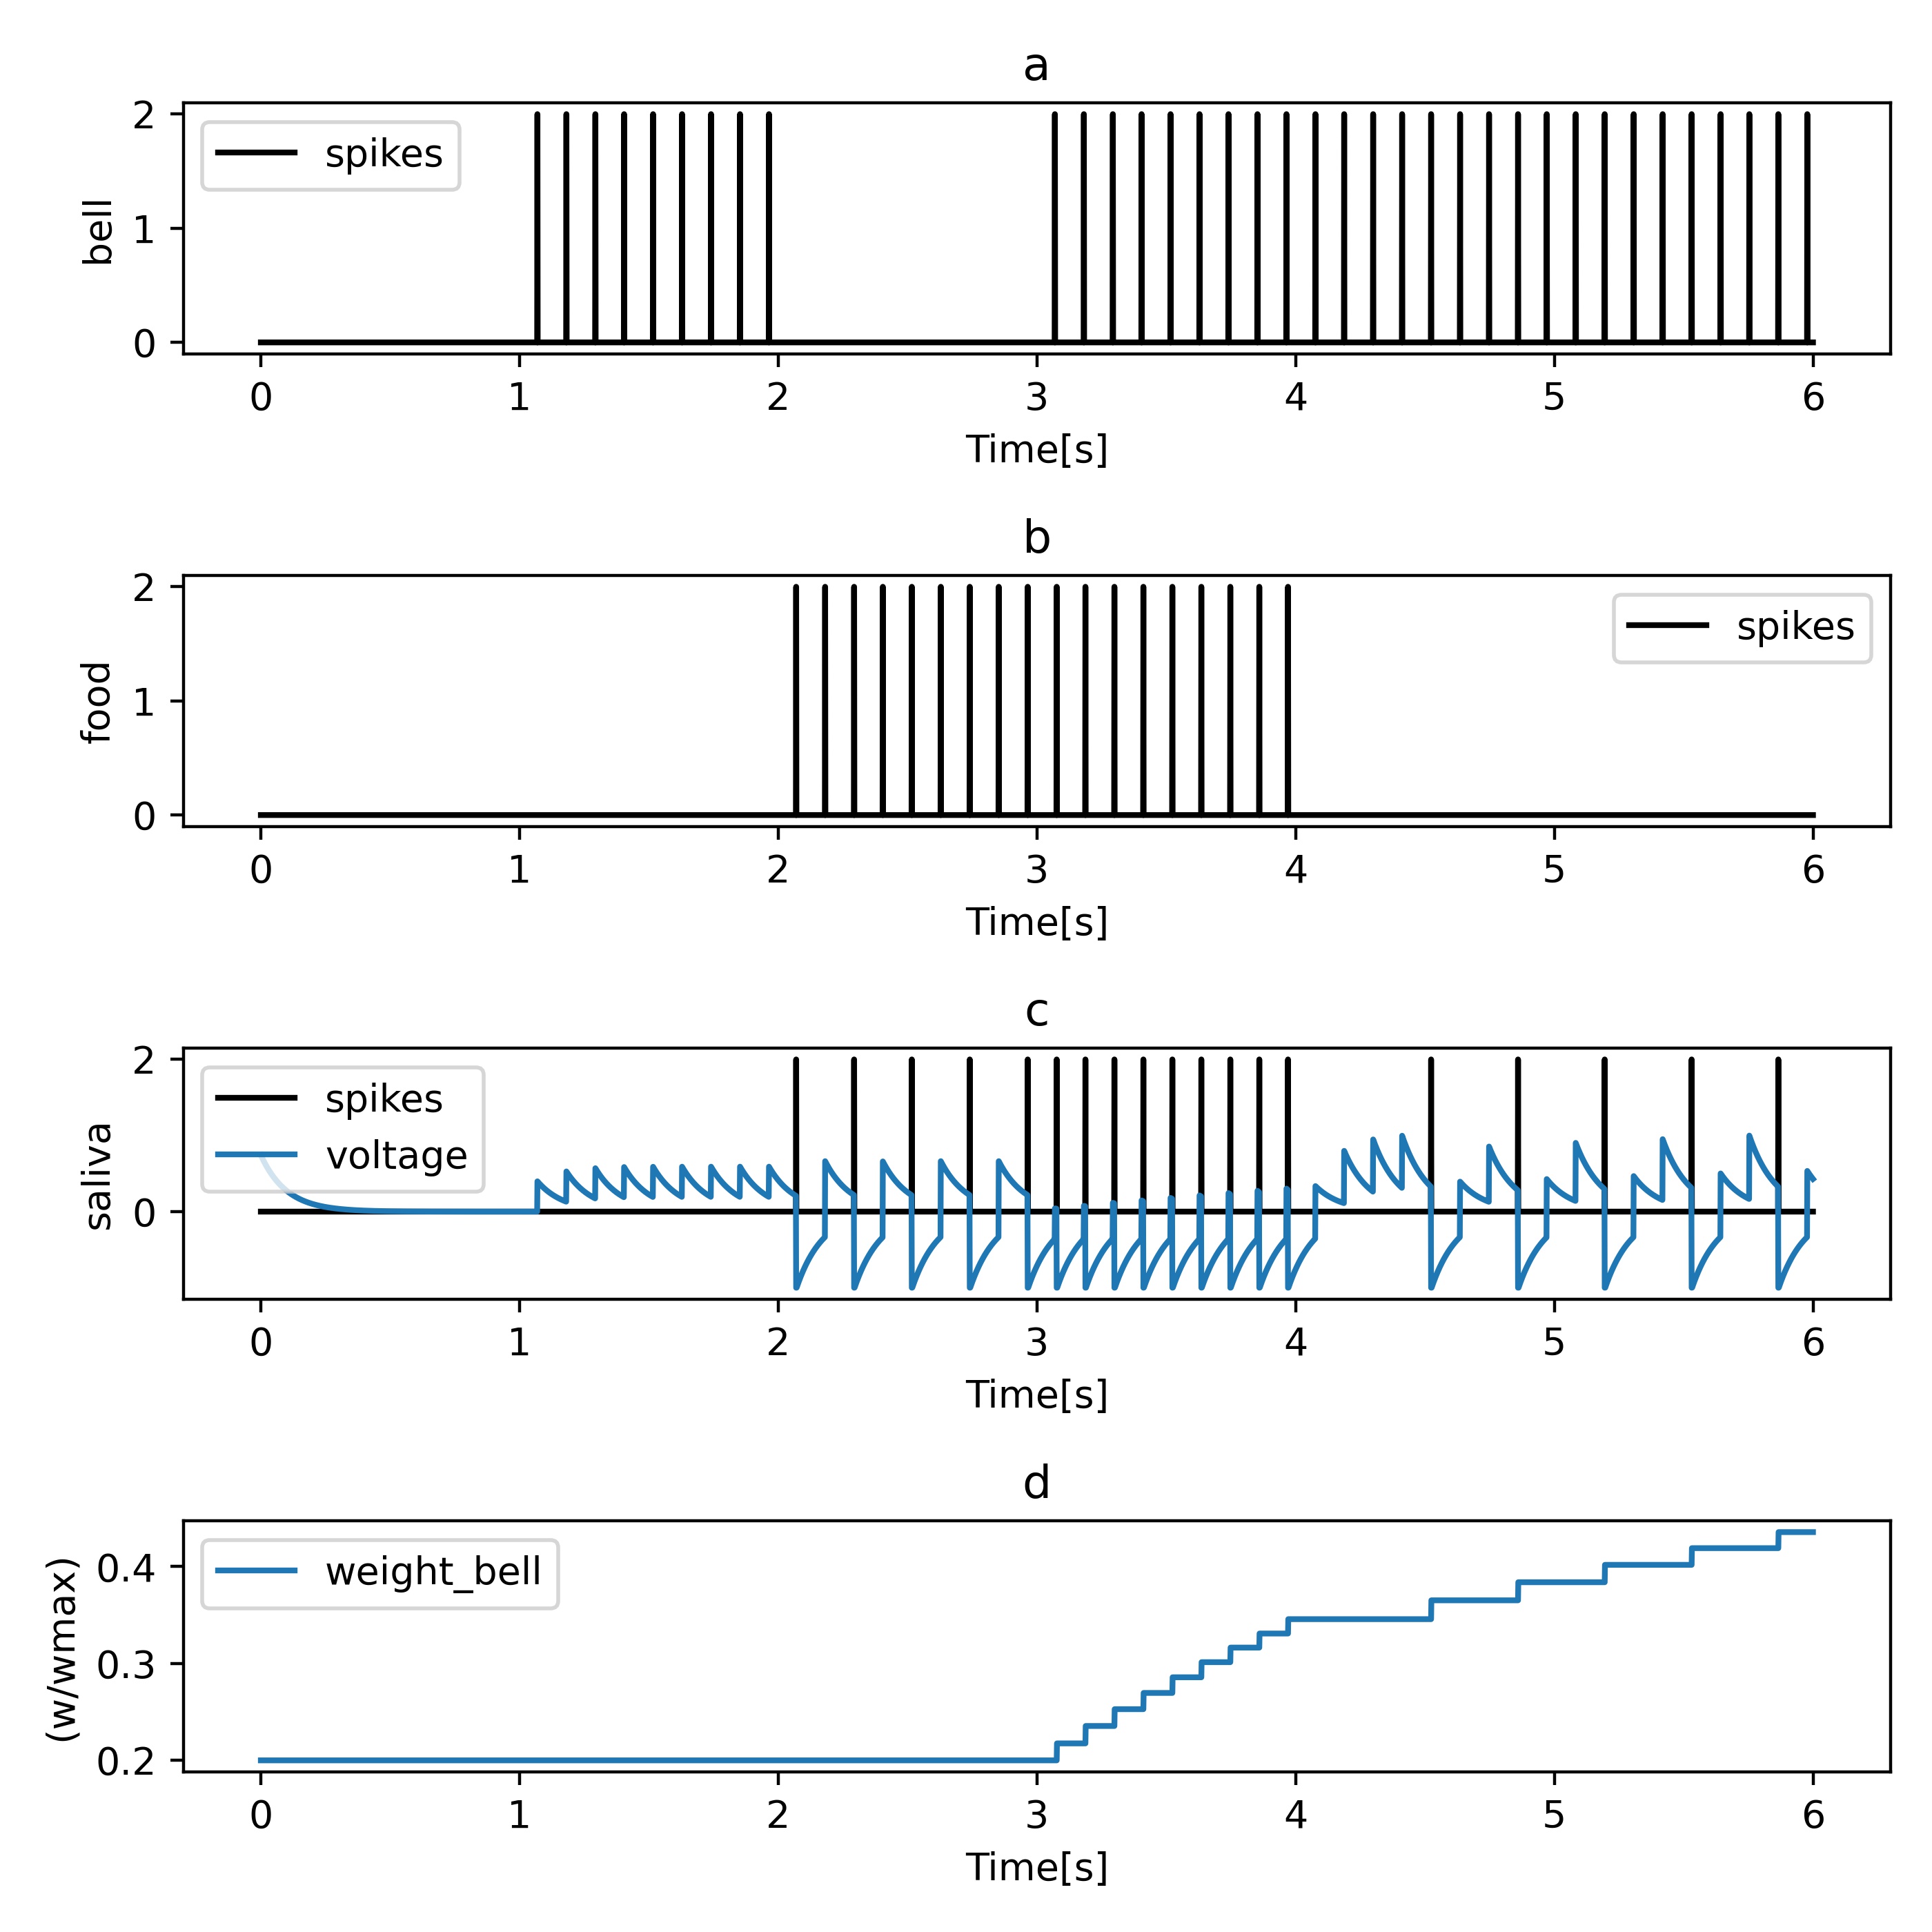 a
2
1
0
bell
spikes
0 1 2 3 4 5 6
Time[s]
b
2
1
0
food
spikes
0 1 2 3 4 5 6
Time[s]
c
2
0
saliva
spikes
voltage
0 1 2 3 4 5 6
Time[s]
d
0.4
0.3
0.2
(w/wmax)
weight_bell
0 1 2 3 4 5 6
Time[s]